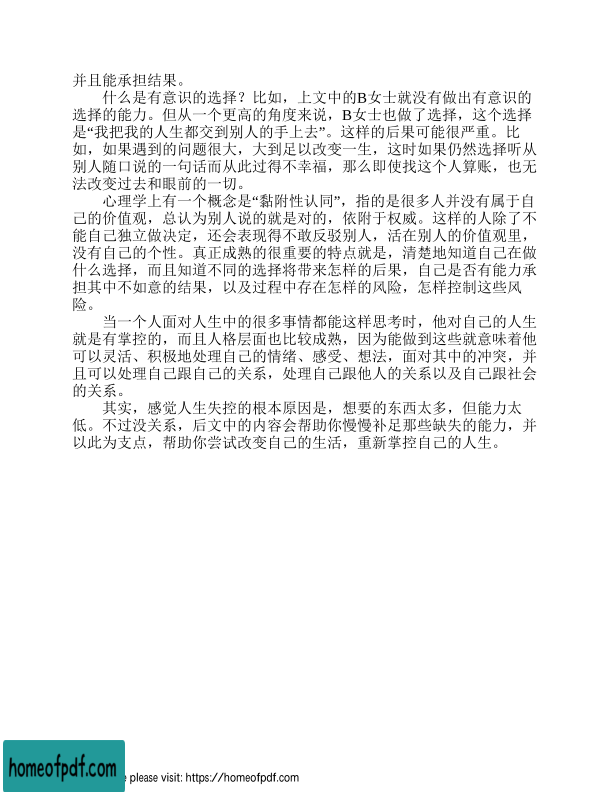 并且能承担结果。
什么是有意识的选择？比如，上文中的B女士就没有做出有意识的
选择的能力。但从一个更高的角度来说，B女士也做了选择，这个选择
是“我把我的人生都交到别人的手上去”。这样的后果可能很严重。比
如，如果遇到的问题很大，大到足以改变一生，这时如果仍然选择听从
别人随口说的一句话而从此过得不幸福，那么即使找这个人算账，也无
法改变过去和眼前的一切。
心理学上有一个概念是“黏附性认同”，指的是很多人并没有属于自
己的价值观，总认为别人说的就是对的，依附于权威。这样的人除了不
能自己独立做决定，还会表现得不敢反驳别人，活在别人的价值观里，
没有自己的个性。真正成熟的很重要的特点就是，清楚地知道自己在做
什么选择，而且知道不同的选择将带来怎样的后果，自己是否有能力承
担其中不如意的结果，以及过程中存在怎样的风险，怎样控制这些风
险。
当一个人面对人生中的很多事情都能这样思考时，他对自己的人生
就是有掌控的，而且人格层面也比较成熟，因为能做到这些就意味着他
可以灵活、积极地处理自己的情绪、感受、想法，面对其中的冲突，并
且可以处理自己跟自己的关系，处理自己跟他人的关系以及自己跟社会
的关系。
其实，感觉人生失控的根本原因是，想要的东西太多，但能力太
低。不过没关系，后文中的内容会帮助你慢慢补足那些缺失的能力，并
以此为支点，帮助你尝试改变自己的生活，重新掌控自己的人生。
homeofpdf.com
please visit: https://homeofpdf.com